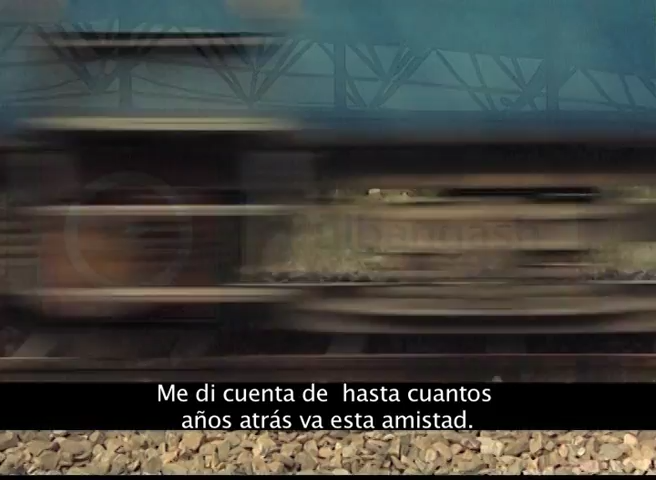 Me di cuenta de  hasta cuantos
años atrás va esta amistad.